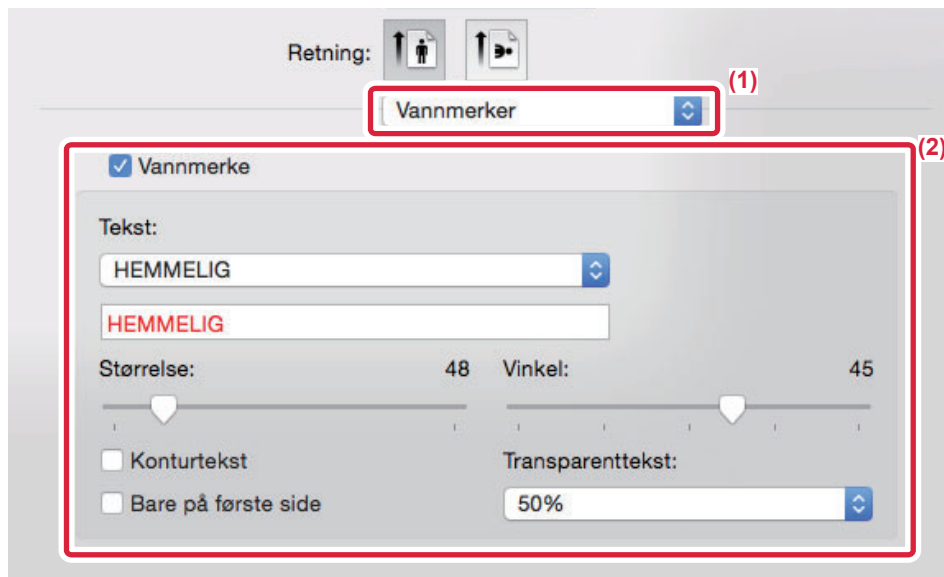 Retning:
(1)
Vannmerker
(2)
Vannmerke
Tekst:
HEMMELIG
HEMMELIG
Størrelse: 48 Vinkel: 45
Konturtekst Transparenttekst:
Bare på første side 50%